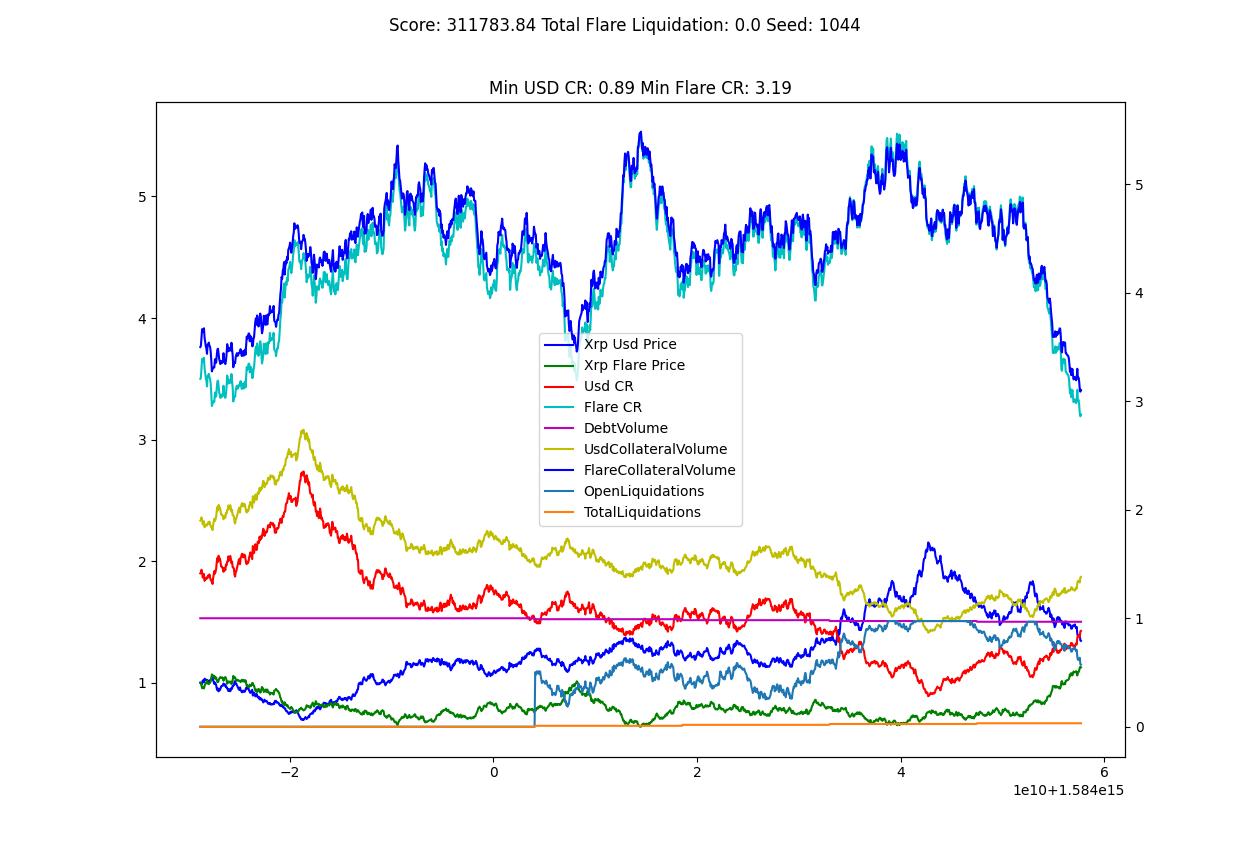 Score: 311783.84 Total Flare Liquidation: 0.0 Seed: 1044
Min USD CR: 0.89 Min Flare CR: 3.19
5
4
3
2
1
5
4
3
2
1
0
Xrp Usd Price
Xrp Flare Price
Usd CR
Flare CR
DebtVolume
UsdCollateralVolume
FlareCollateralVolume
OpenLiquidations
TotalLiquidations
−2 0 2 4 6
1e10+1.584e15